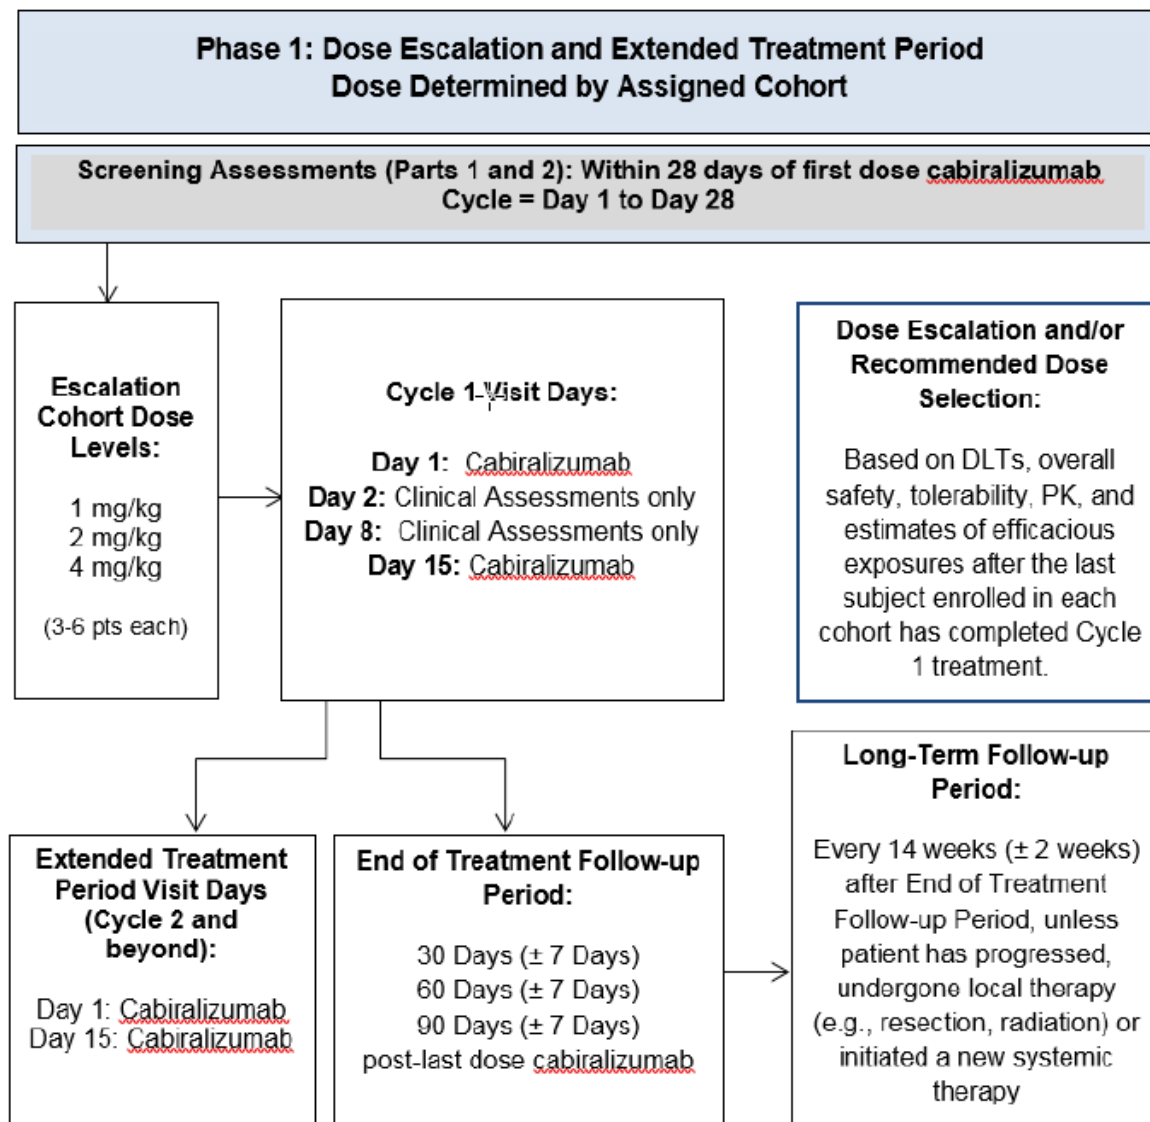 Phase 1: Dose Escalation and Extended Treatment Period
Dose Determined by Assigned Cohort
Screening Assessments (Parts 1 and 2): Within 28 days of first dose cabiralizumab
Cycle = Day 1 to Day 28
Escalation
Cohort Dose
Levels:
1 mg/kg
2 mg/kg
4 mg/kg
(3-6 pts each)
Cycle 1 Visit Days:
Day 1: Cabiralizumab
Day 2: Clinical Assessments only
Day 8: Clinical Assessments only
Day 15: Cabiralizumab
Dose Escalation and/or
Recommended Dose
Selection:
Based on DLTs, overall
safety, tolerability, PK, and
estimates of efficacious
exposures after the last
subject enrolled in each
cohort has completed Cycle
1 treatment.
Extended Treatment
Period Visit Days
(Cycle 2 and
beyond):
Day 1: Cabiralizumab
Day 15: Cabiralizumab
End of Treatment Follow-up
Period:
30 Days (± 7 Days)
60 Days (± 7 Days)
90 Days (± 7 Days)
post-last dose cabiralizumab
Long-Term Follow-up
Period:
Every 14 weeks (± 2 weeks)
after End of Treatment
Follow-up Period, unless
patient has progressed,
undergone local therapy
(e.g., resection, radiation) or
initiated a new systemic
therapy